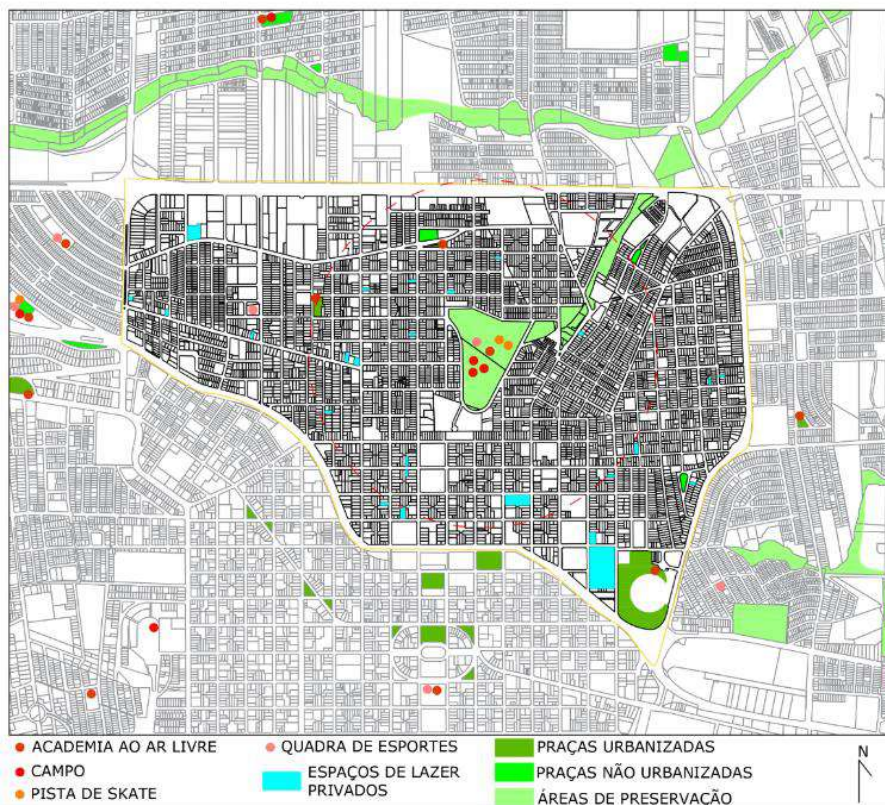 ACADEMIA AO AR LIVRE
CAMPO
PISTA DE SKATE
QUADRA DE ESPORTES
ESPAÇOS DE LAZER
PRIVADOS
PRAÇAS URBANIZADAS
PRAÇAS NÃO URBANIZADAS
ÁREAS DE PRESERVAÇÃO
N